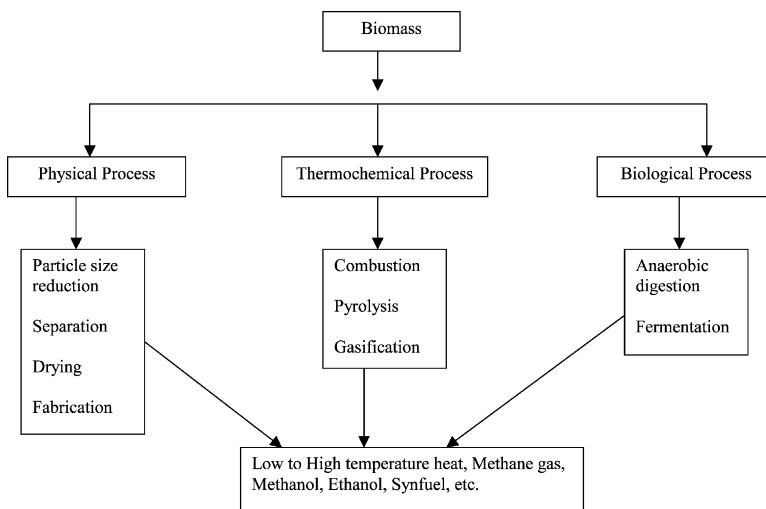 Biomass
Physical Process
Thermochemical Process
Biological Process
Particle size
reduction
Separation
Drying
Fabrication
Combustion
Pyrolysis
Gasification
Anaerobic
digestion
Fermentation
Low to High temperature heat, Methane gas,
Methanol, Ethanol, Synfuel, etc.